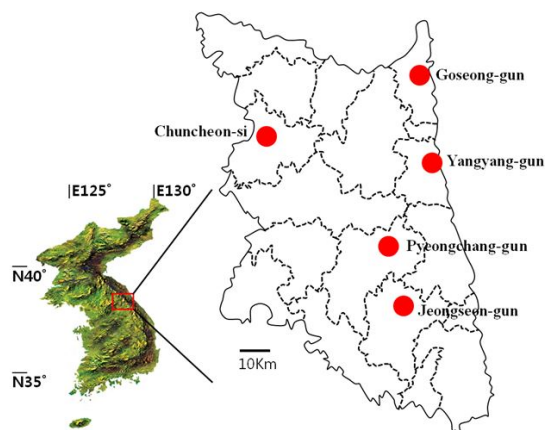 Goseong-gun
Chuncheon-si
Yangyang-gun
|E125° |E130°
Pyeongchang-gun
N40°
Jeongseon-gun
10Km
N35°